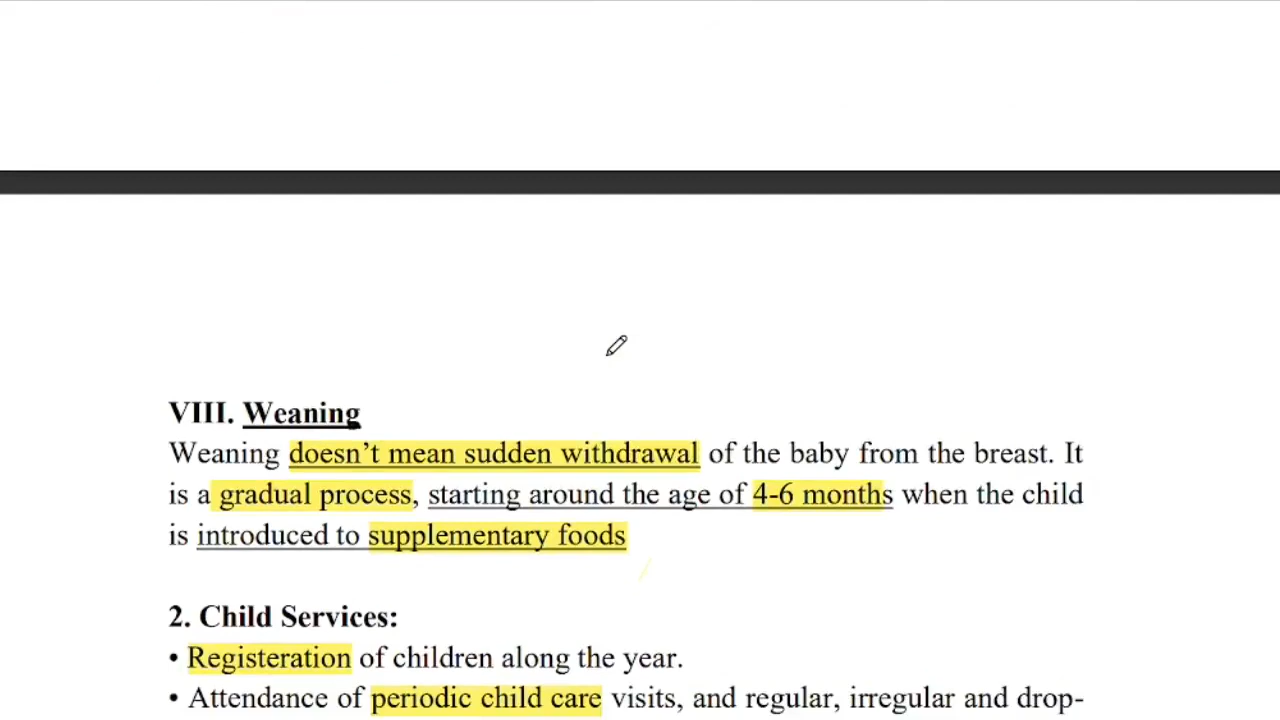 VIII. Weaning
Weaning doesn’t mean sudden withdrawal of the baby from the breast. It
is a gradual process, starting around the age of 4-6 months when the child
is introduced to supplementary foods
2. Child Services:
• Registeration of children along the year.
• Attendance of periodic child care visits, and regular, irregular and drop-